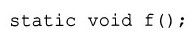 static void f();